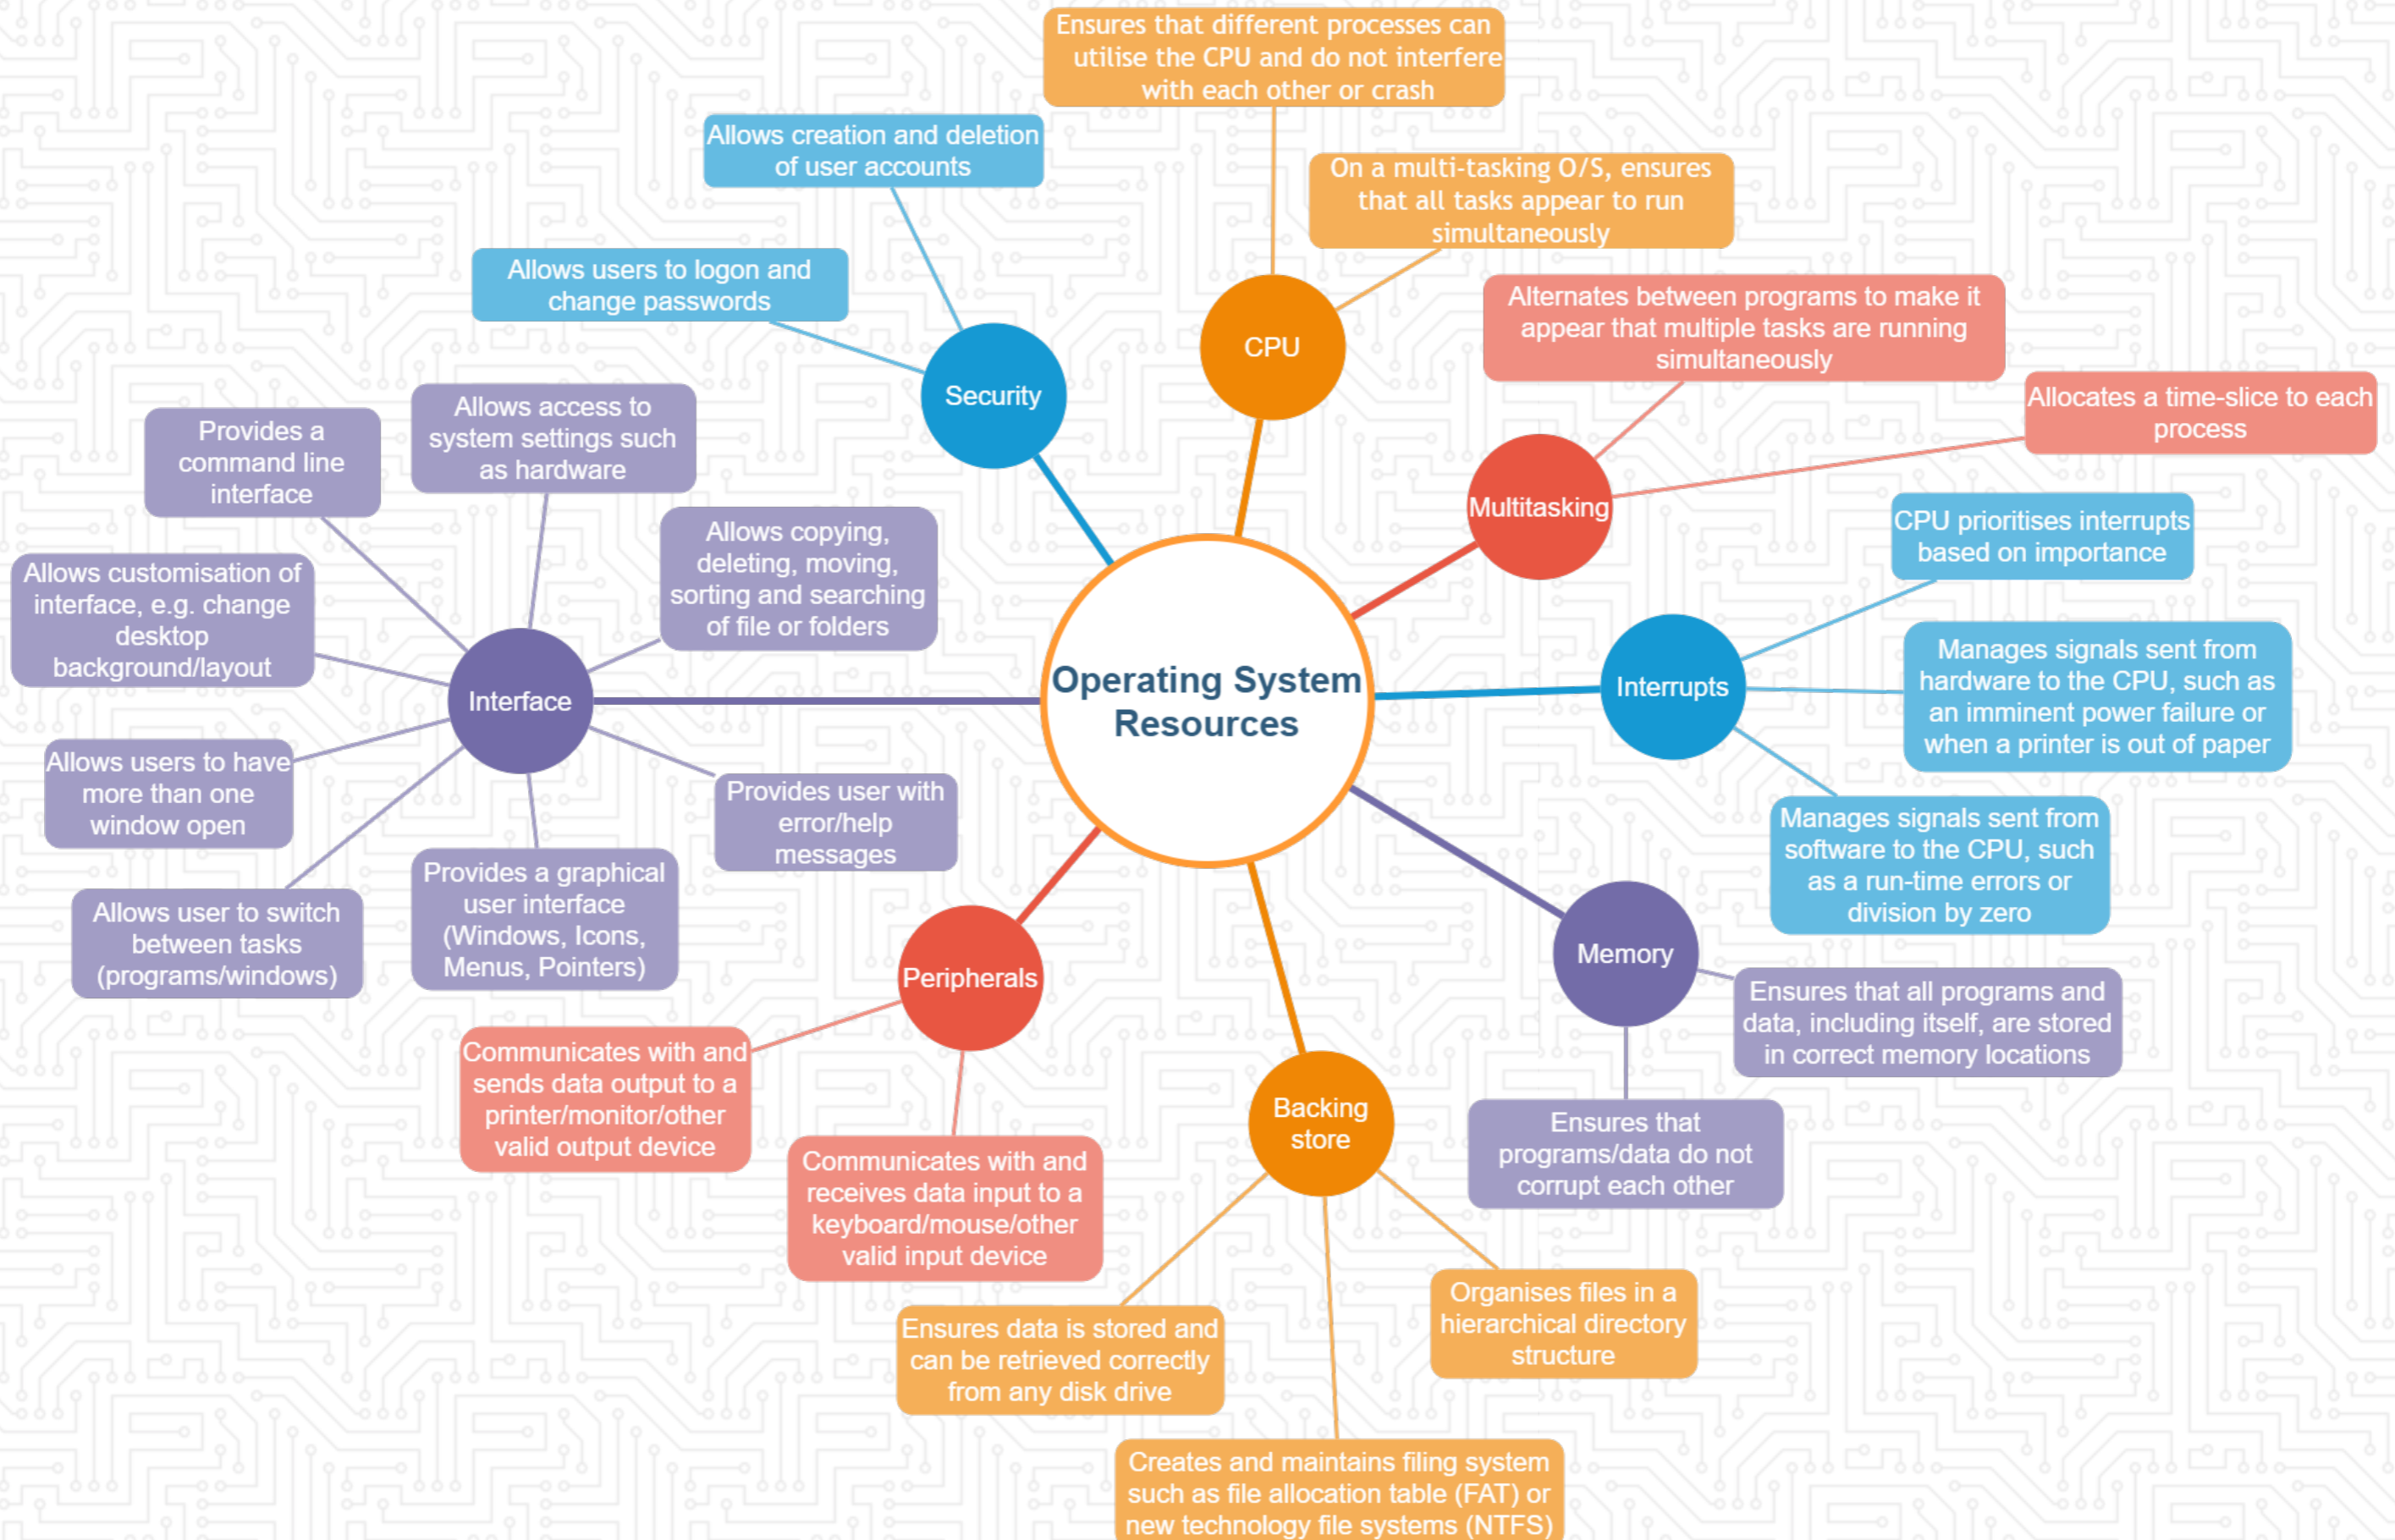 Operating System
Resources
CPU
Ensures that different processes can
utilise the CPU and do not interfere
with each other or crash
On a multi-tasking O/S, ensures
that all tasks appear to run
simultaneously
Multitasking
Alternates between programs to make it
appear that multiple tasks are running
simultaneously
Allocates a time-slice to each
process
Interrupts
CPU prioritises interrupts
based on importance
Manages signals sent from
hardware to the CPU, such as
an imminent power failure or
when a printer is out of paper
Manages signals sent from
software to the CPU, such
as a run-time errors or
division by zero
Memory
Ensures that all programs and
data, including itself, are stored
in correct memory locations
Ensures that
programs/data do not
corrupt each other
Backing
store
Organises files in a
hierarchical directory
structure
Creates and maintains filing system
such as file allocation table (FAT) or
new technology file systems (NTFS)
Ensures data is stored and
can be retrieved correctly
from any disk drive
Peripherals
Communicates with and
receives data input to a
keyboard/mouse/other
valid input device
Communicates with and
sends data output to a
printer/monitor/other
valid output device
Interface
Provides user with
error/help
messages
Provides a graphical
user interface
(Windows, Icons,
Menus, Pointers)
Allows user to switch
between tasks
(programs/windows)
Allows users to have
more than one
window open
Allows customisation of
interface, e.g. change
desktop
background/layout
Provides a
command line
interface
Allows access to
system settings such
as hardware
Allows copying,
deleting, moving,
sorting and searching
of file or folders
Security
Allows users to logon and
change passwords
Allows creation and deletion
of user accounts